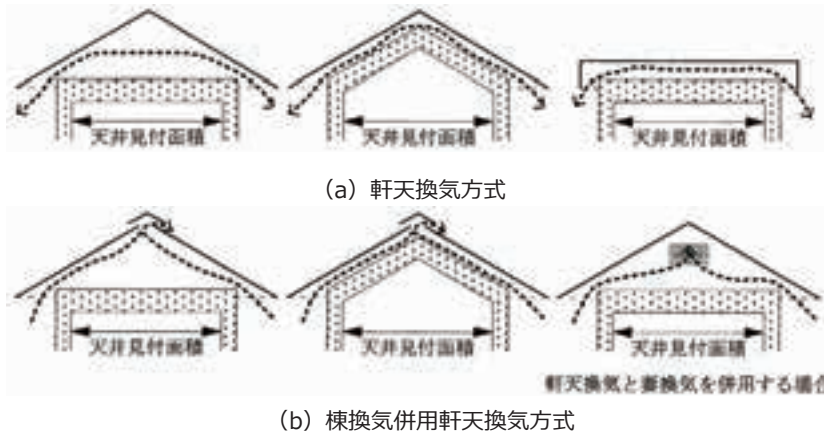 天井見付面積
天井見付面積
天井見付面積
（a）軒天換気方式
天井見付面積
天井見付面積
天井見付面積
軒天換気と妻換気を併用する場合
（b）棟換気併用軒天換気方式